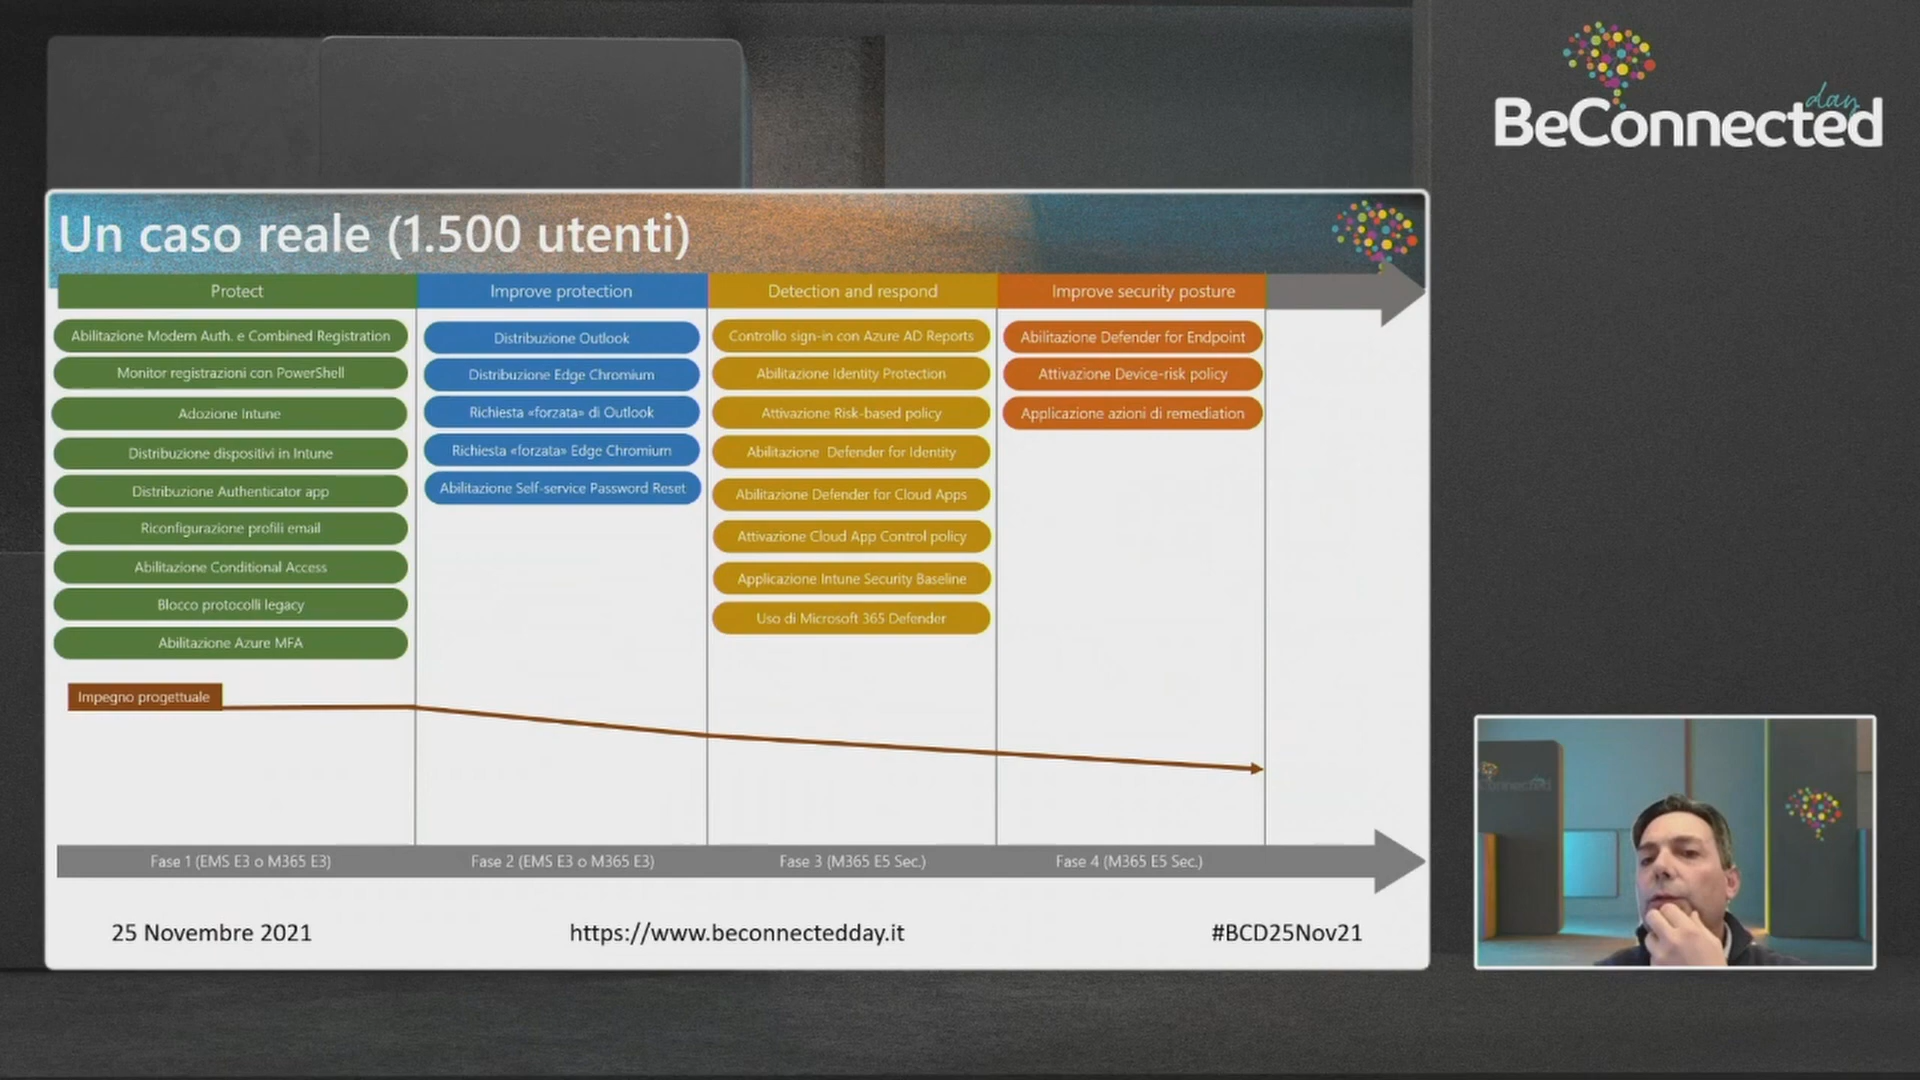 day
BeConnected
Un caso reale (1.500 utenti)
Protect
Improve protection
Detection and respond
Improve security posture
Abilitazione Modern Auth. e Combined Registration
Monitor registrazioni con PowerShell
Adozione Intune
Distribuzione dispositivi in Intune
Distribuzione Authenticator app
Riconfigurazione profili email
Abilitazione Conditional Access
Blocco protocolli legacy
Abilitazione Azure MFA
Distribuzione Outlook
Distribuzione Edge Chromium
Richiesta «forzata» di Outlook
Richiesta «forzata» Edge Chromium
Abilitazione Self-service Password Reset
Controllo sign-in con Azure AD Reports
Abilitazione Identity Protection
Attivazione Risk-based policy
Abilitazione Defender for Identity
Abilitazione Defender for Cloud Apps
Attivazione Cloud App Control policy
Applicazione Intune Security Baseline
Uso di Microsoft 365 Defender
Abilitazione Defender for Endpoint
Attivazione Device-risk policy
Applicazione azioni di remediation
Impegno progettuale
Fase 1 (EMS E3 o M365 E3)
Fase 2 (EMS E3 o M365 E3)
Fase 3 (M365 E5 Sec.)
Fase 4 (M365 E5 Sec.)
25 Novembre 2021
https://www.beconnectedday.it
#BCD25Nov21